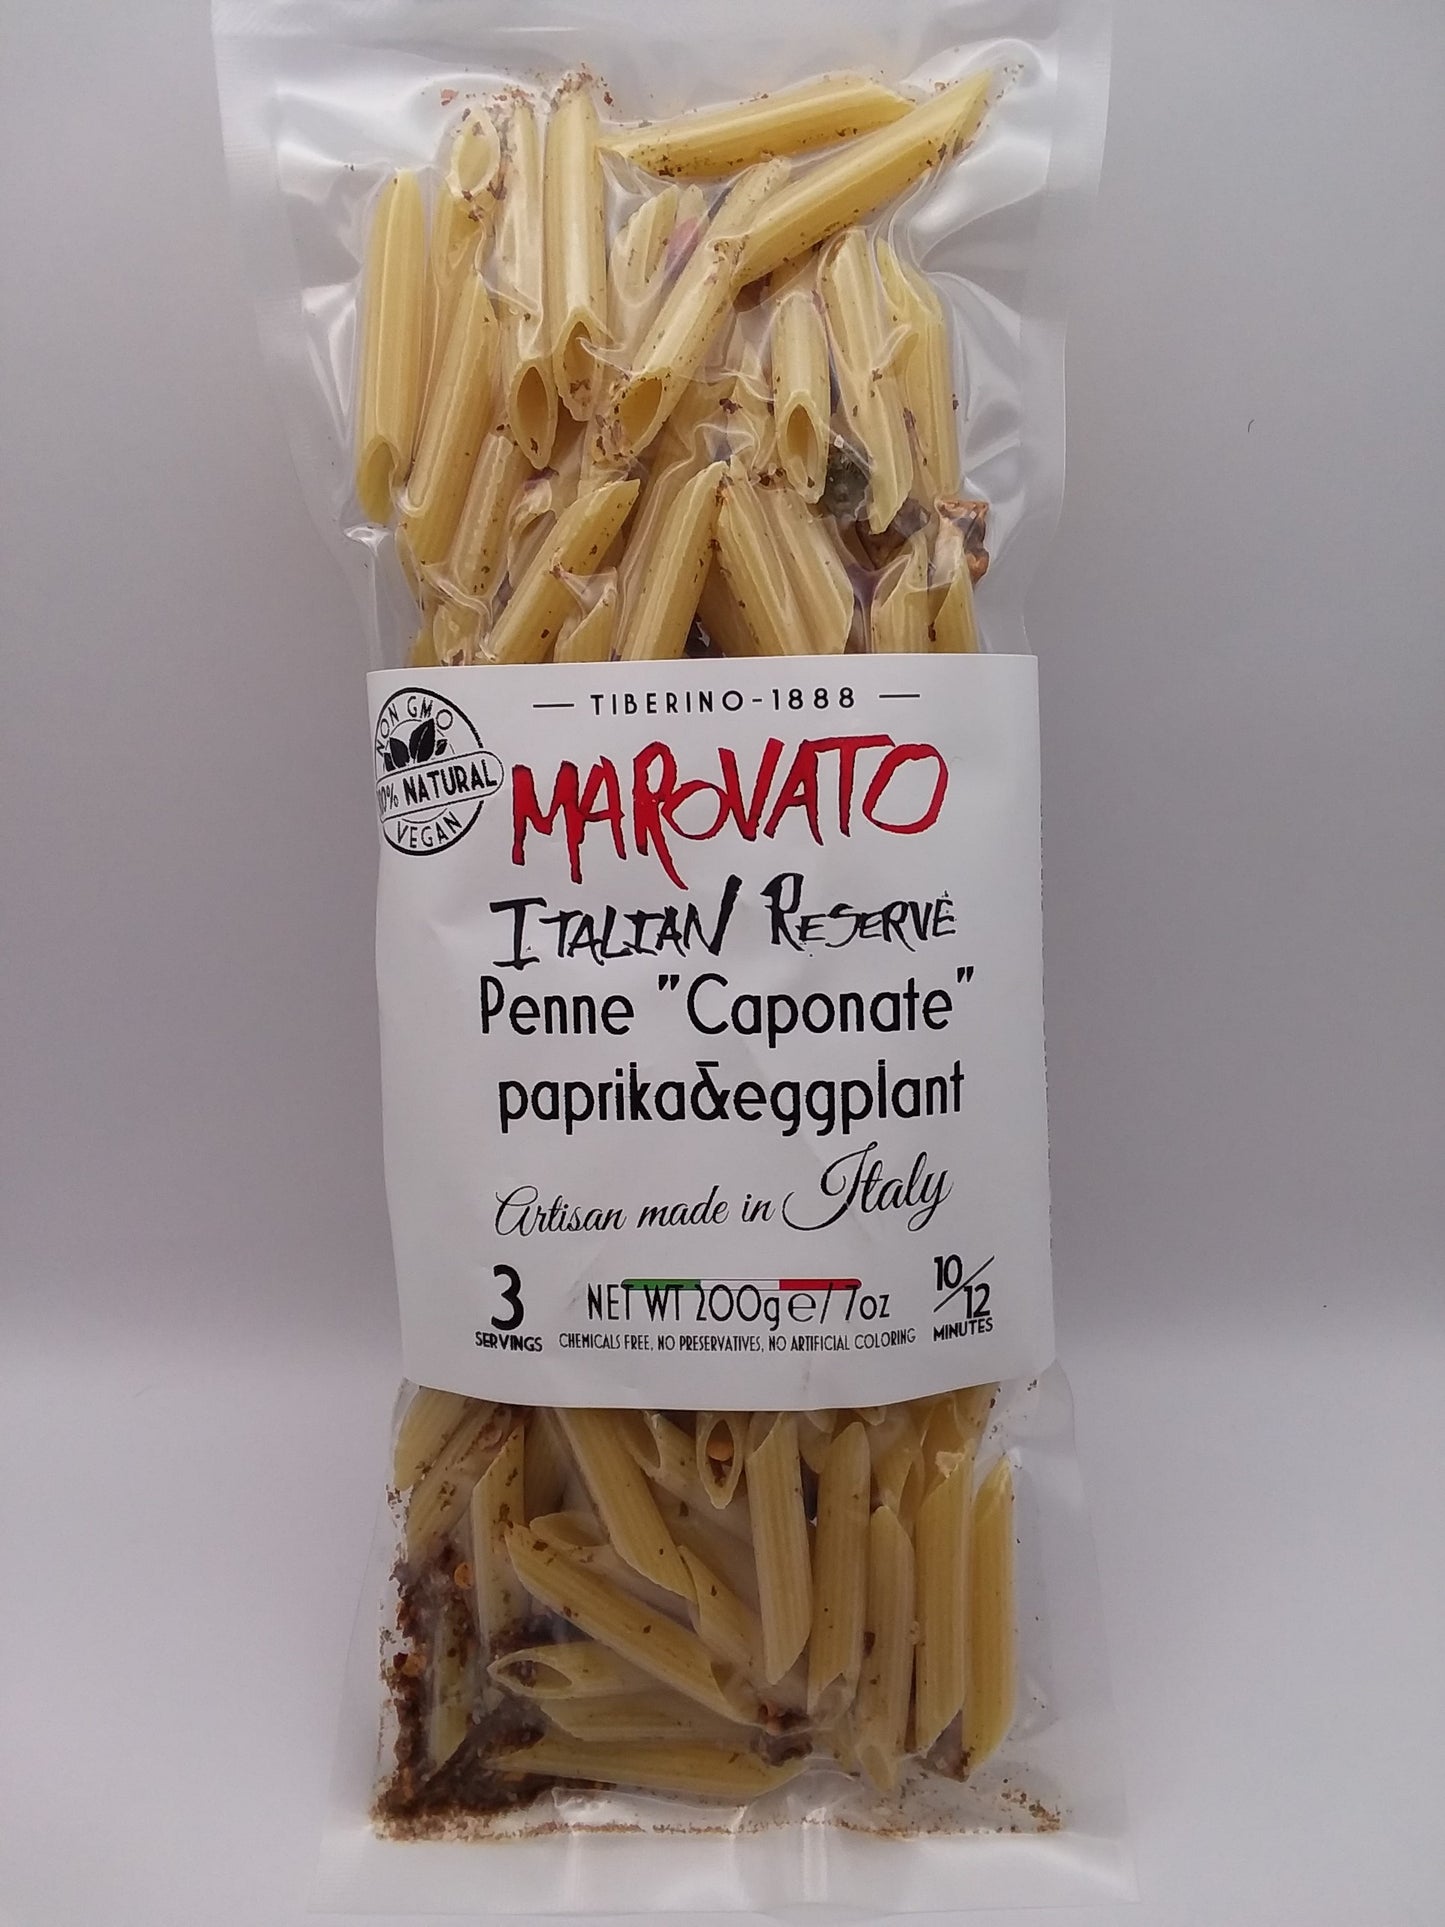 TIBERINO-1888
NON GMO
100% NATURAL
VEGAN
MAROVATO
ITALIAN RESERVE
Penne "Caponate"
paprika&eggplant
Artisan made in Italy
3
SERVINGS
NET WT 200g e / 7oz
10/12
MINUTES
CHEMICALS FREE, NO PRESERVATIVES, NO ARTIFICIAL COLORING